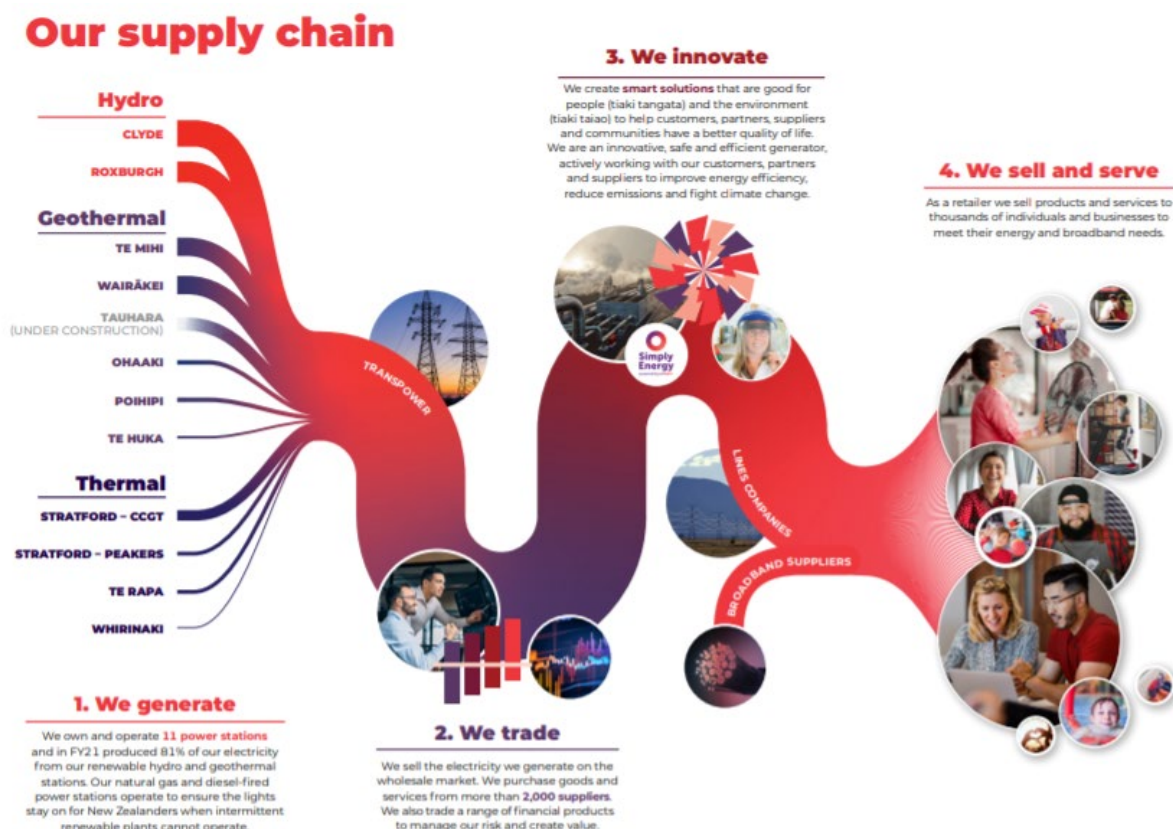 Our supply chain
Hydro
CLYDE
ROXBURGH
Geothermal
TE MIHI
WAIRĀKEI
TAUHARA
(UNDER CONSTRUCTION)
OHAAKI
POIHIPI
TE HUKA
Thermal
STRATFORD – CCGT
STRATFORD – PEAKERS
TE RAPA
WHIRINAKI
1. We generate
We own and operate 11 power stations
and in FY21 produced 81% of our electricity
from our renewable hydro and geothermal
stations. Our natural gas and diesel-fired
power stations operate to ensure the lights
stay on for New Zealanders when intermittent
renewable plants cannot operate.
TRANSPOWER
2. We trade
We sell the electricity we generate on the
wholesale market. We purchase goods and
services from more than 2,000 suppliers.
We also trade a range of financial products
to manage our risk and create value.
3. We innovate
We create smart solutions that are good for
people (tiaki tangata) and the environment
(tiaki taiao) to help customers, partners, suppliers
and communities have a better quality of life.
We are an innovative, safe and efficient generator,
actively working with our customers, partners
and suppliers to improve energy efficiency,
reduce emissions and fight climate change.
Simply
Energy
LINES COMPANIES
BROADBAND SUPPLIERS
4. We sell and serve
As a retailer we sell products and services to
thousands of individuals and businesses to
meet their energy and broadband needs.